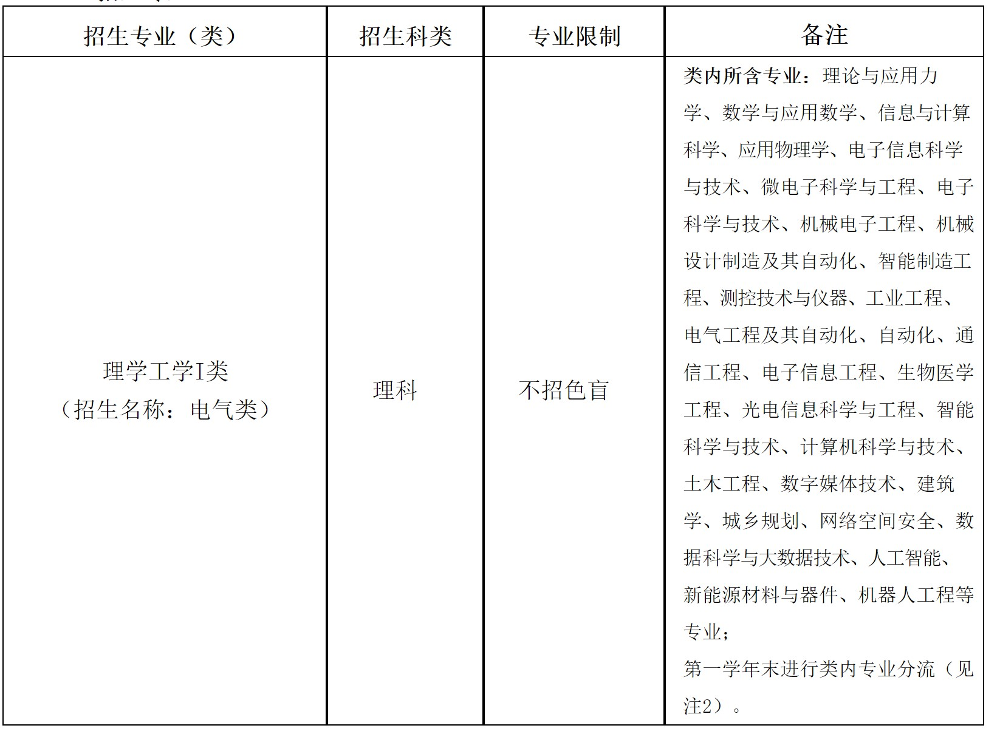 招生专业（类）
招生科类
专业限制
备注
理学工学I类
（招生名称：电气类）
理科
不招色盲
类内所含专业：理论与应用力
学、数学与应用数学、信息与计算
科学、应用物理学、电子信息科学
与技术、微电子科学与工程、电子
科学与技术、机械电子工程、机械
设计制造及其自动化、智能制造工
程、测控技术与仪器、工业工程、
电气工程及其自动化、自动化、通
信工程、电子信息工程、生物医学
工程、光电信息科学与工程、智能
科学与技术、计算机科学与技术、
土木工程、数字媒体技术、建筑
学、城乡规划、网络空间安全、数
据科学与大数据技术、人工智能、
新能源材料与器件、机器人工程等
专业；
第一学年末进行类内专业分流（见
注2）。